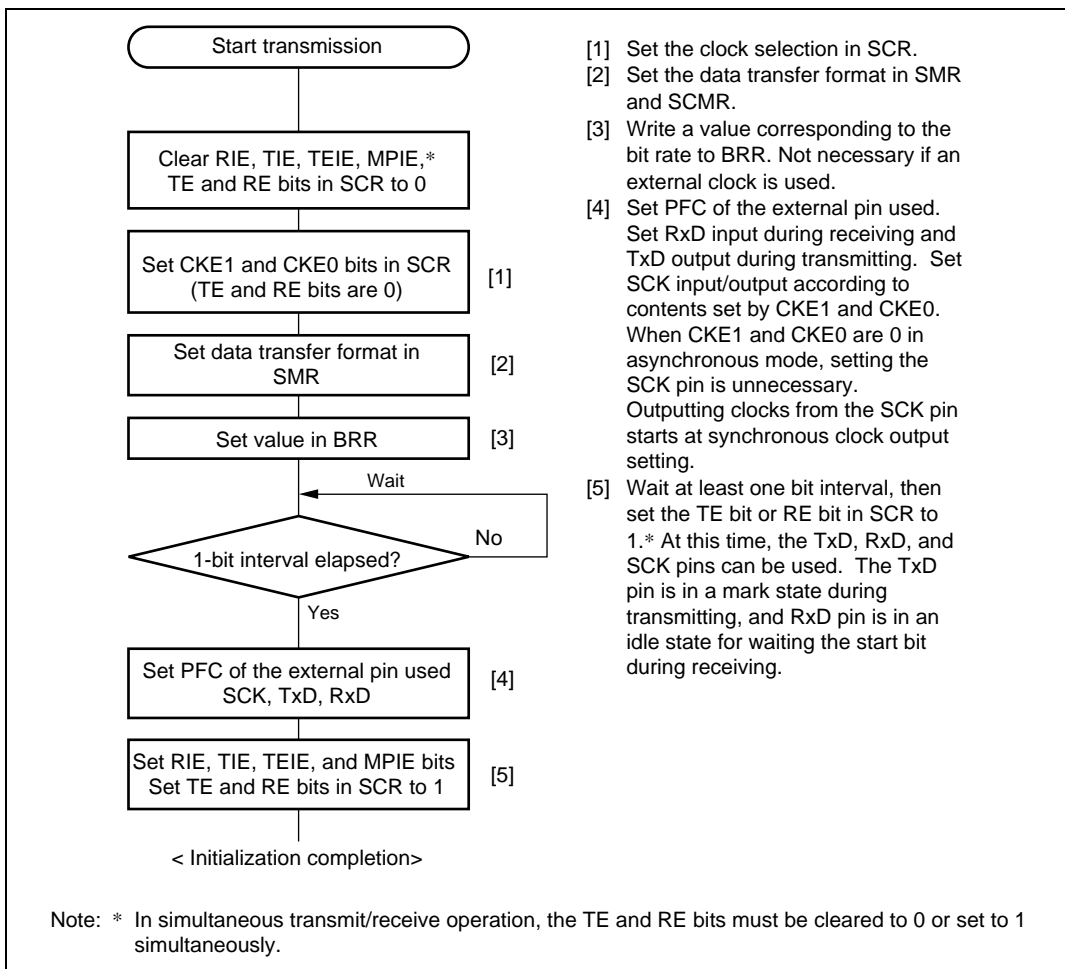 Start transmission
Clear RIE, TIE, TEIE, MPIE,*
TE and RE bits in SCR to 0
Set CKE1 and CKE0 bits in SCR
(TE and RE bits are 0)
[1]
Set data transfer format in
SMR
[2]
Set value in BRR
[3]
Wait
1-bit interval elapsed?
No
Yes
Set PFC of the external pin used
SCK, TxD, RxD
[4]
Set RIE, TIE, TEIE, and MPIE bits
Set TE and RE bits in SCR to 1
[5]
< Initialization completion>
[1] Set the clock selection in SCR.
[2] Set the data transfer format in SMR
and SCMR.
[3] Write a value corresponding to the
bit rate to BRR. Not necessary if an
external clock is used.
[4] Set PFC of the external pin used.
Set RxD input during receiving and
TxD output during transmitting. Set
SCK input/output according to
contents set by CKE1 and CKE0.
When CKE1 and CKE0 are 0 in
asynchronous mode, setting the
SCK pin is unnecessary.
Outputting clocks from the SCK pin
starts at synchronous clock output
setting.
[5] Wait at least one bit interval, then
set the TE bit or RE bit in SCR to
1.* At this time, the TxD, RxD, and
SCK pins can be used. The TxD
pin is in a mark state during
transmitting, and RxD pin is in an
idle state for waiting the start bit
during receiving.
Note: * In simultaneous transmit/receive operation, the TE and RE bits must be cleared to 0 or set to 1
simultaneously.